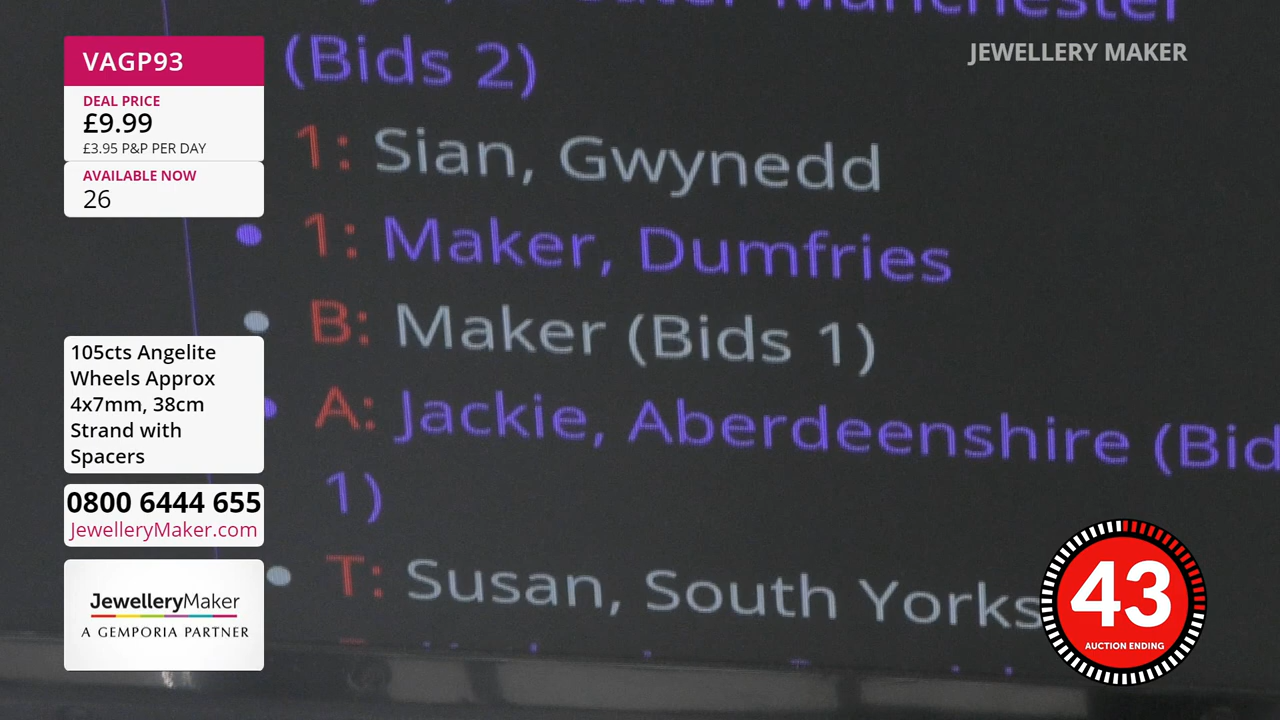 Manchester
(Bids 2)
1: Sian, Gwynedd
1: Maker, Dumfries
B: Maker (Bids 1)
A: Jackie, Aberdeenshire (Bid
1)
T: Susan, South Yorks
JEWELLERY MAKER
VAGP93
DEAL PRICE
£9.99
£3.95 P&P PER DAY
AVAILABLE NOW
26
105cts Angelite
Wheels Approx
4x7mm, 38cm
Strand with
Spacers
0800 6444 655
JewelleryMaker.com
JewelleryMaker
A GEMPORIA PARTNER
43
AUCTION ENDING